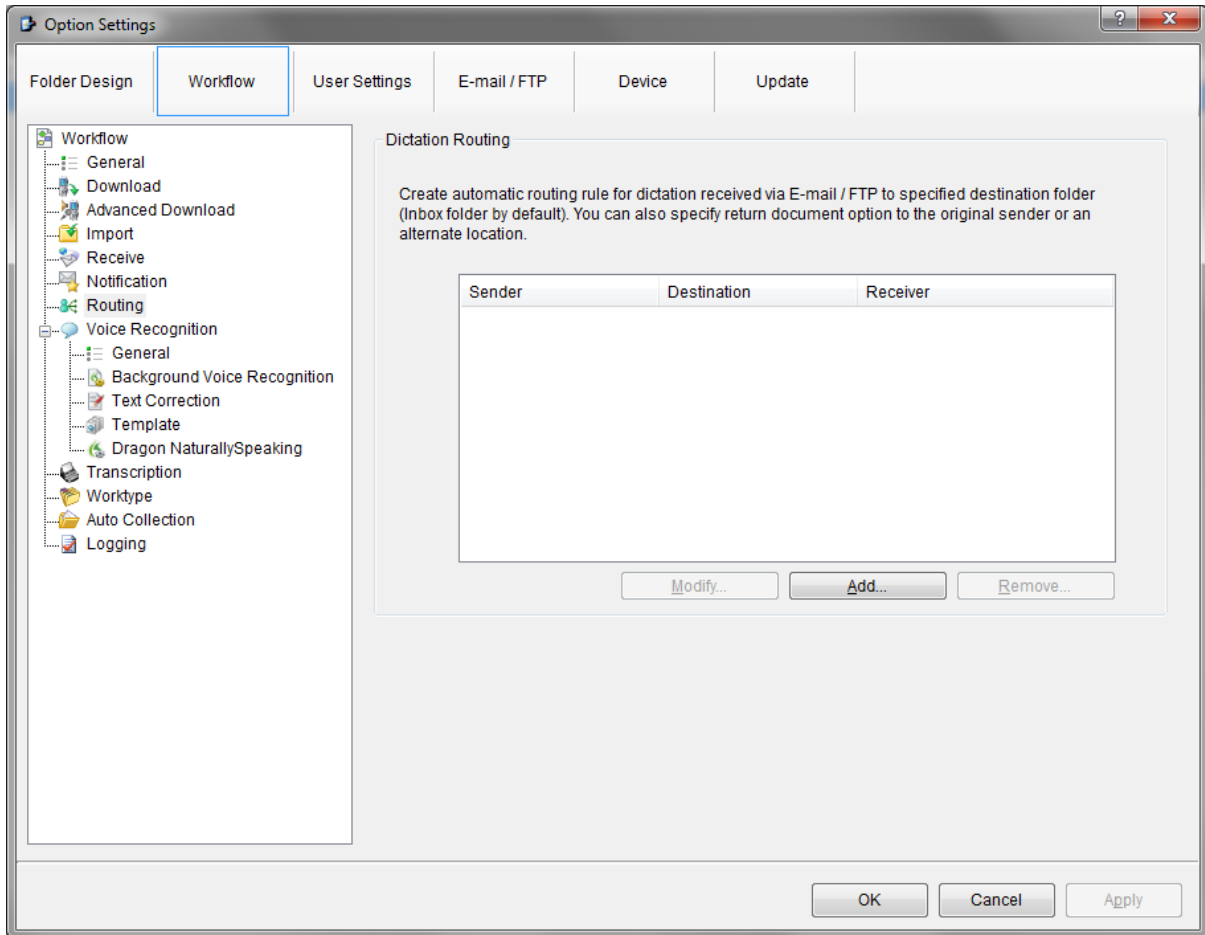 Option Settings
?
Folder Design
Workflow
User Settings
E-mail / FTP
Device
Update
Workflow
General
Download
Advanced Download
Import
Receive
Notification
Routing
Voice Recognition
General
Background Voice Recognition
Text Correction
Template
Dragon NaturallySpeaking
Transcription
Worktype
Auto Collection
Logging
Dictation Routing
Create automatic routing rule for dictation received via E-mail / FTP to specified destination folder
(Inbox folder by default). You can also specify return document option to the original sender or an
alternate location.
Sender Destination Receiver
Modify... Add... Remove...
OK Cancel Apply